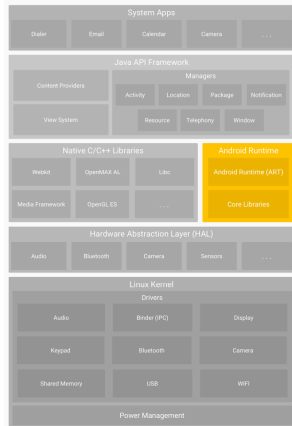 System Apps
Dialer Email Calendar Camera . . .
Java API Framework
Content Providers
View System
Managers
Activity Location Package Notification
Resource Telephony Window
Native C/C++ Libraries
Webkit OpenMAX AL Libc
Media Framework OpenGL ES . . .
Android Runtime
Android Runtime (ART)
Core Libraries
Hardware Abstraction Layer (HAL)
Audio Bluetooth Camera Sensors . . .
Linux Kernel
Drivers
Audio Binder (IPC) Display
Keypad Bluetooth Camera
Shared Memory USB WIFI
Power Management